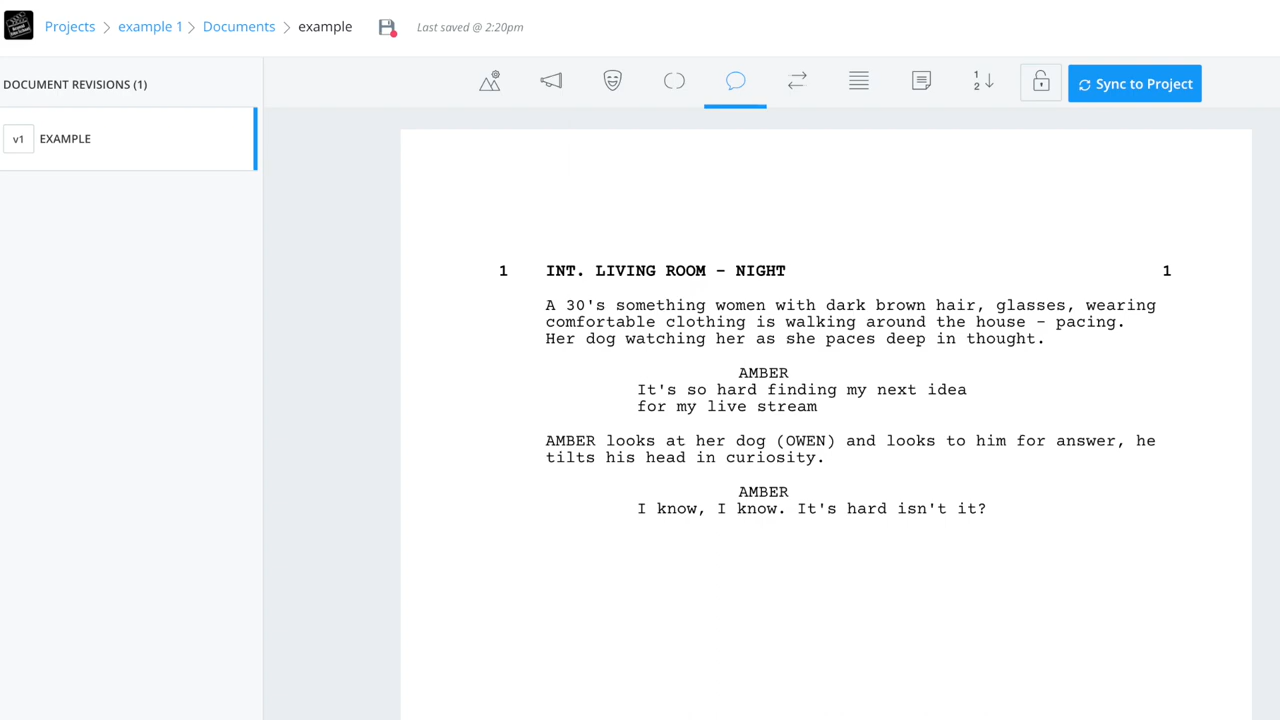 Projects > example 1 > Documents > example Last saved @ 2:20pm
DOCUMENT REVISIONS (1)
1 2
Sync to Project
v1 EXAMPLE
1 INT. LIVING ROOM - NIGHT 1
A 30's something women with dark brown hair, glasses, wearing
comfortable clothing is walking around the house - pacing.
Her dog watching her as she paces deep in thought.
AMBER
It's so hard finding my next idea
for my live stream
AMBER looks at her dog (OWEN) and looks to him for answer, he
tilts his head in curiosity.
AMBER
I know, I know. It's hard isn't it?